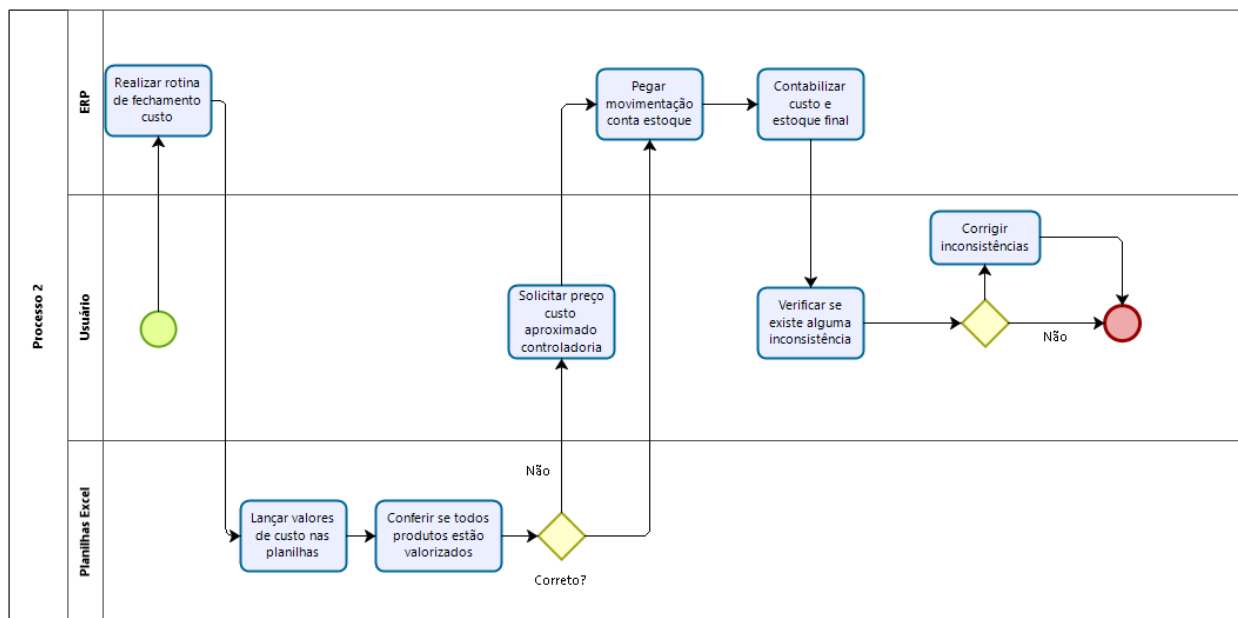 Processo 2
ERP
Realizar rotina
de fechamento
custo
Pegar
movimentação
conta estoque
Contabilizar
custo e
estoque final
Usuário
Solicitar preço
custo
aproximado
controladoria
Verificar se
existe alguma
inconsistência
Corrigir
inconsistências
Não
Planilhas Excel
Lançar valores
de custo nas
planilhas
Conferir se todos
produtos estão
valorizados
Não
Correto?